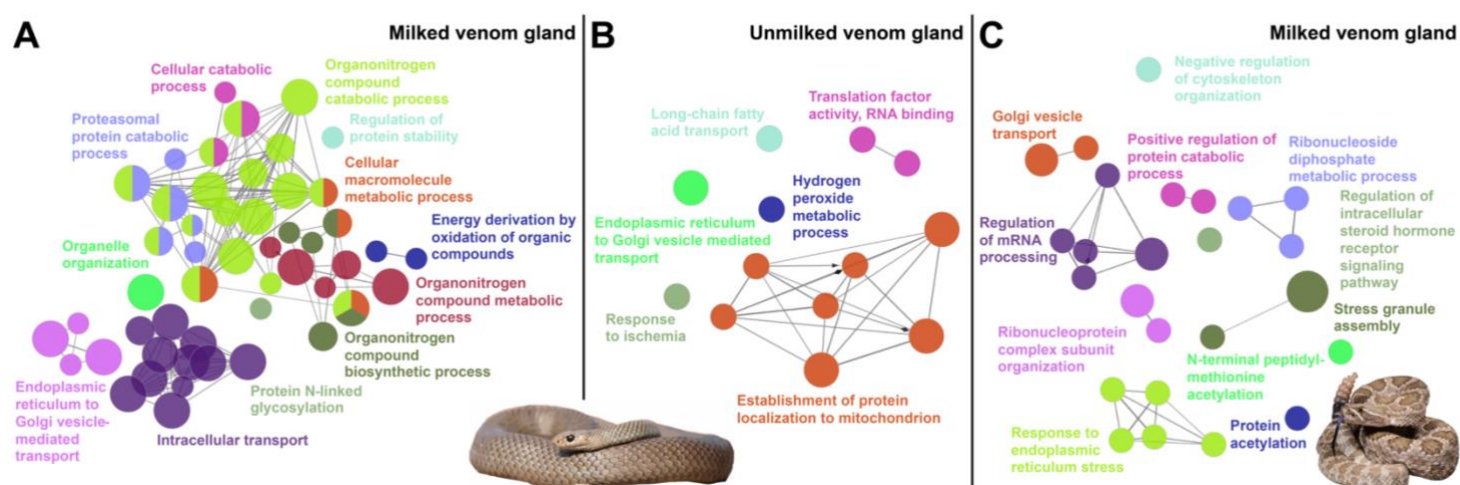 A
Milked venom gland
Cellular catabolic
process
Organonitrogen
compound
catabolic process
Proteasomal
protein catabolic
process
Regulation of
protein stability
Cellular
macromolecule
metabolic process
Energy derivation by
oxidation of organic
compounds
Organelle
organization
Organonitrogen
compound metabolic
process
Organonitrogen
compound
biosynthetic process
Endoplasmic
reticulum to
Golgi vesicle-
mediated
transport
Protein N-linked
glycosylation
Intracellular transport
B
Unmilked venom gland
Long-chain fatty
acid transport
Translation factor
activity, RNA binding
Hydrogen
peroxide
metabolic
process
Endoplasmic reticulum
to Golgi vesicle mediated
transport
Response
to ischemia
Establishment of protein
localization to mitochondrion
C
Milked venom gland
Negative regulation
of cytoskeleton
organization
Golgi vesicle
transport
Positive regulation of
protein catabolic
process
Ribonucleoside
diphosphate
metabolic process
Regulation
of mRNA
processing
Regulation of
intracellular
steroid hormone
receptor
signaling
pathway
Stress granule
assembly
Ribonucleoprotein
complex subunit
organization
N-terminal peptidyl-
methionine
acetylation
Response to
endoplasmic
reticulum stress
Protein
acetylation